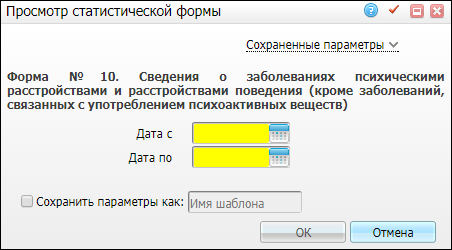 Просмотр статистической формы
Сохраненные параметры
Форма № 10. Сведения о заболеваниях психическими
расстройствами и расстройствами поведения (кроме заболеваний,
связанных с употреблением психоактивных веществ)
Дата с
Дата по
Сохранить параметры как: Имя шаблона
ОК Отмена